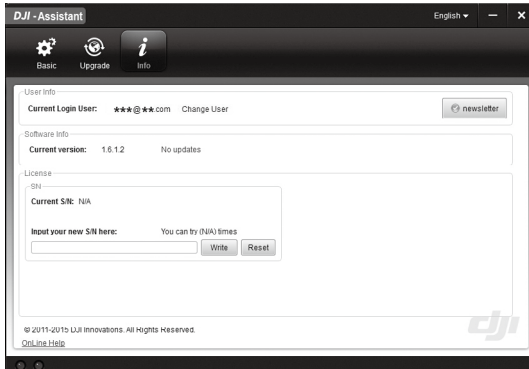 DJI - Assistant English
Basic Upgrade Info
User Info
Current Login User: ***@**.com Change User newsletter
Software Info
Current version: 1.6.1.2 No updates
License
SN
Current S/N: N/A
Input your new S/N here: You can try (N/A) times
Write Reset
dji
© 2011-2015 DJI Innovations. All Rights Reserved.
OnLine Help